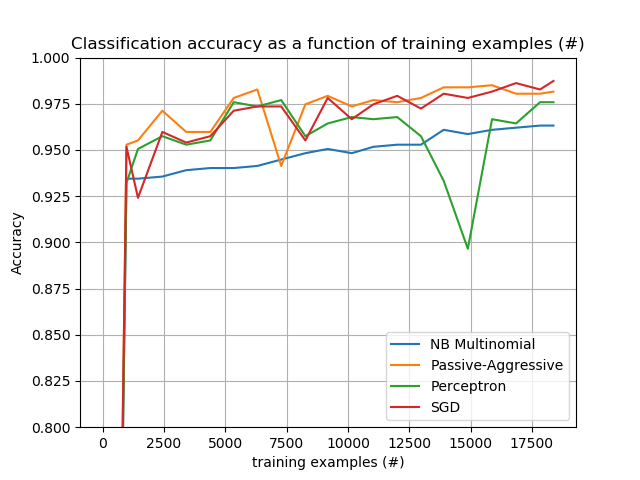 Classification accuracy as a function of training examples (#)
1.000
0.975
0.950
0.925
0.900
0.875
0.850
0.825
0.800
Accuracy
0 2500 5000 7500 10000 12500 15000 17500
training examples (#)
NB Multinomial
Passive-Aggressive
Perceptron
SGD